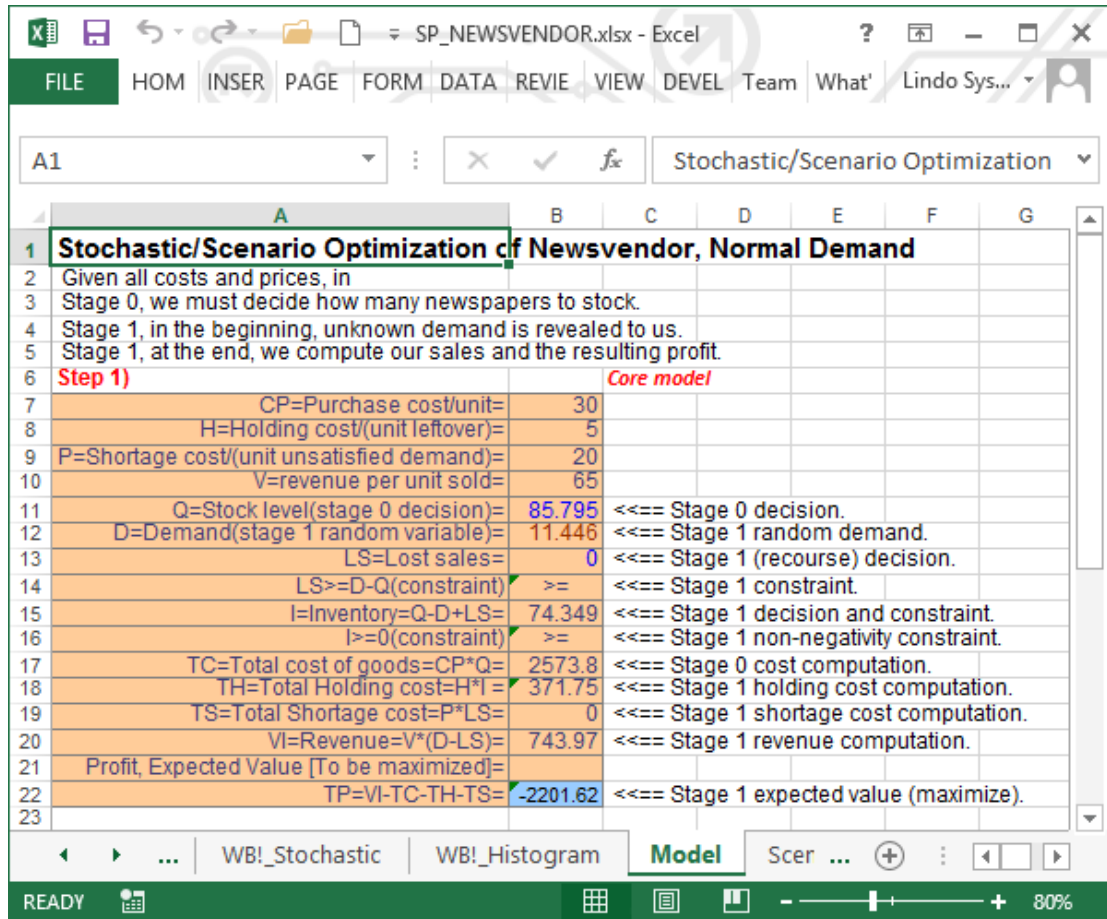 SP_NEWSVENDOR.xlsx - Excel ?
FILE HOM INSER PAGE FORM DATA REVIE VIEW DEVEL Team What' Lindo Sys...
A1 fx Stochastic/Scenario Optimization
A B C D E F G
1 Stochastic/Scenario Optimization of Newsvendor, Normal Demand
2 Given all costs and prices, in
3 Stage 0, we must decide how many newspapers to stock.
4 Stage 1, in the beginning, unknown demand is revealed to us.
5 Stage 1, at the end, we compute our sales and the resulting profit.
6 Step 1) Core model
7 CP=Purchase cost/unit= 30
8 H=Holding cost/(unit leftover)= 5
9 P=Shortage cost/(unit unsatisfied demand)= 20
10 V=revenue per unit sold= 65
11 Q=Stock level(stage 0 decision)= 85.795 <<== Stage 0 decision.
12 D=Demand(stage 1 random variable)= 11.446 <<== Stage 1 random demand.
13 LS=Lost sales= 0 <<== Stage 1 (recourse) decision.
14 LS>=D-Q(constraint) >= <<== Stage 1 constraint.
15 I=Inventory=Q-D+LS= 74.349 <<== Stage 1 decision and constraint.
16 I>=0(constraint) >= <<== Stage 1 non-negativity constraint.
17 TC=Total cost of goods=CP*Q= 2573.8 <<== Stage 0 cost computation.
18 TH=Total Holding cost=H*I = 371.75 <<== Stage 1 holding cost computation.
19 TS=Total Shortage cost=P*LS= 0 <<== Stage 1 shortage cost computation.
20 VI=Revenue=V*(D-LS)= 743.97 <<== Stage 1 revenue computation.
21 Profit, Expected Value [To be maximized]=
22 TP=VI-TC-TH-TS= -2201.62 <<== Stage 1 expected value (maximize).
23
... WB!_Stochastic WB!_Histogram Model Scer ...
READY 80%